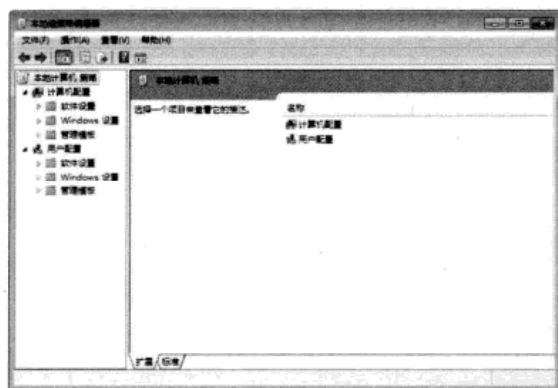 本地组策略编辑器
文件(F) 操作(A) 查看(V) 帮助(H)
本地计算机 策略
计算机配置
软件设置
Windows 设置
管理模板
用户配置
软件设置
Windows 设置
管理模板
本地计算机 策略
选择一个项目来查看它的描述。
名称
计算机配置
用户配置
扩展 标准